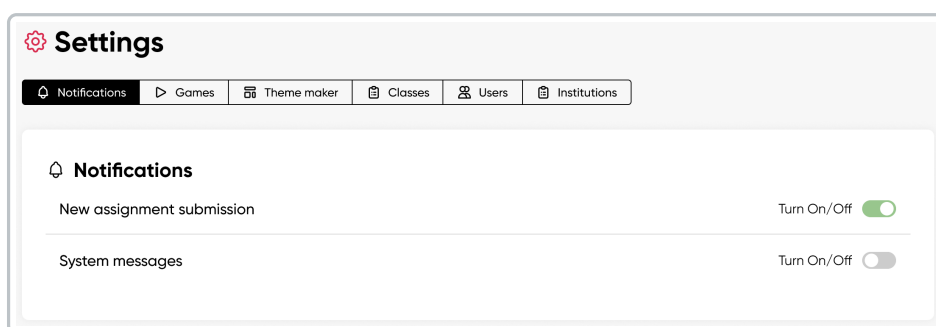 Settings
Notifications Games Theme maker Classes Users Institutions
Notifications
New assignment submission Turn On/Off
System messages Turn On/Off